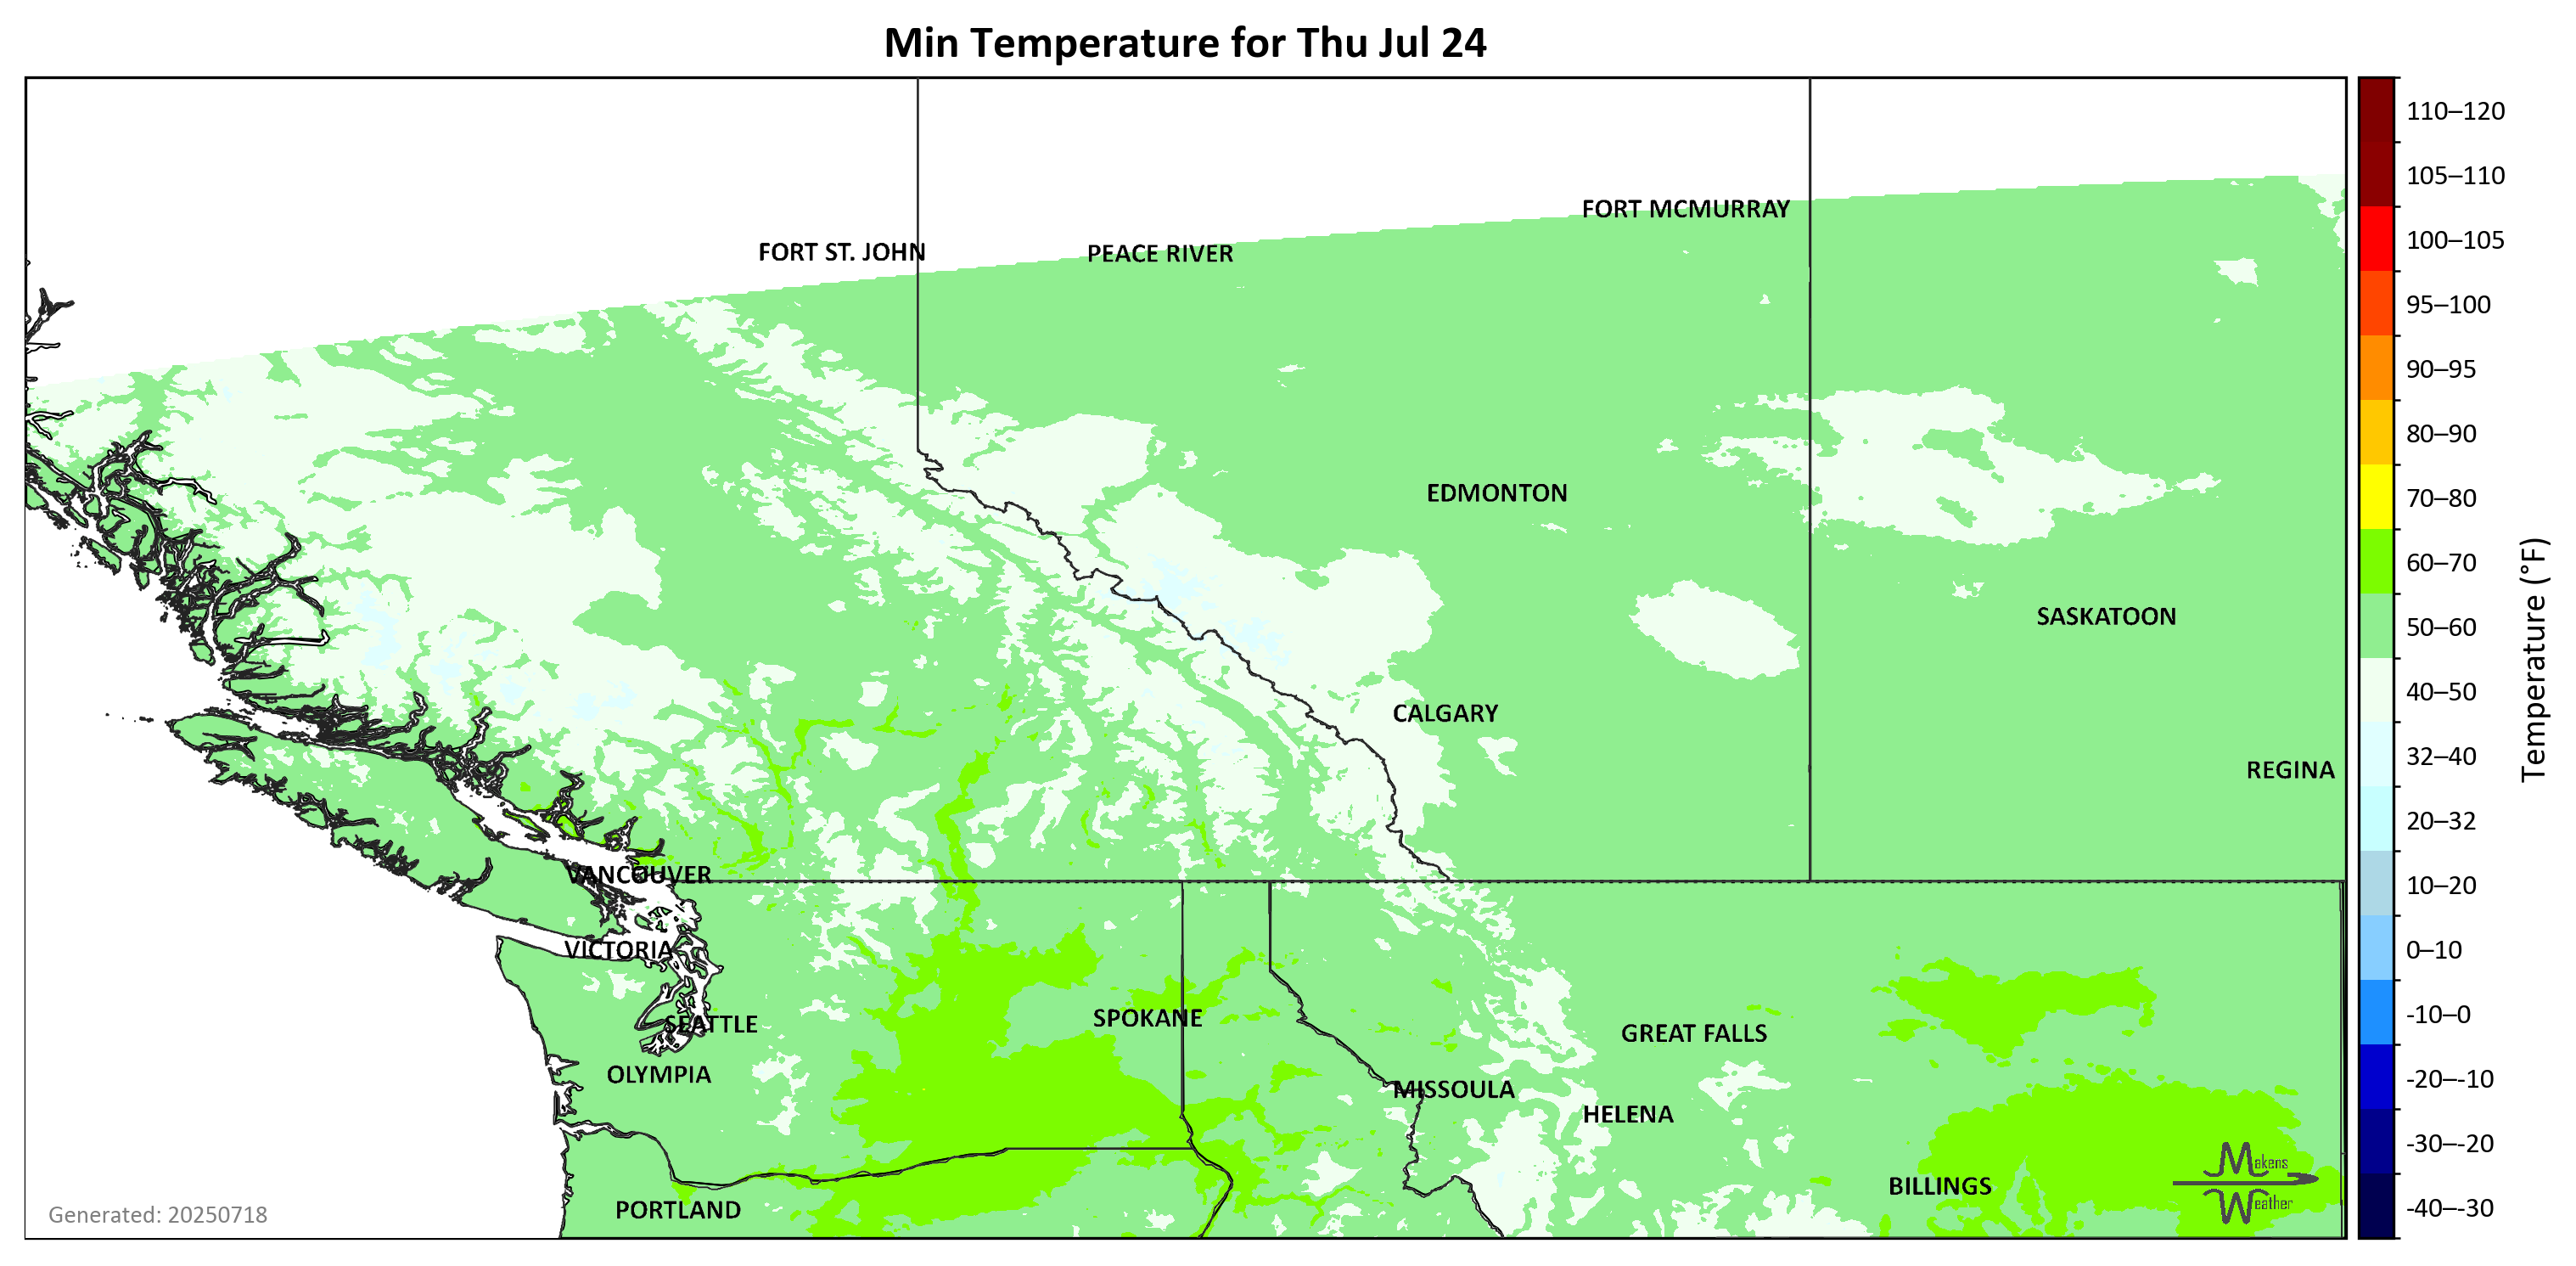 Min Temperature for Thu Jul 24
FORT MCMURRAY
FORT ST. JOHN
PEACE RIVER
EDMONTON
SASKATOON
CALGARY
REGINA
VANCOUVER
VICTORIA
SPOKANE
SEATTLE
GREAT FALLS
OLYMPIA
MISSOULA
HELENA
BILLINGS
PORTLAND
Makens
Weather
Generated: 20250718
110–120
105–110
100–105
95–100
90–95
80–90
70–80
60–70
50–60
40–50
32–40
20–32
10–20
0–10
-10–0
-20–-10
-30–-20
-40–-30
Temperature (°F)